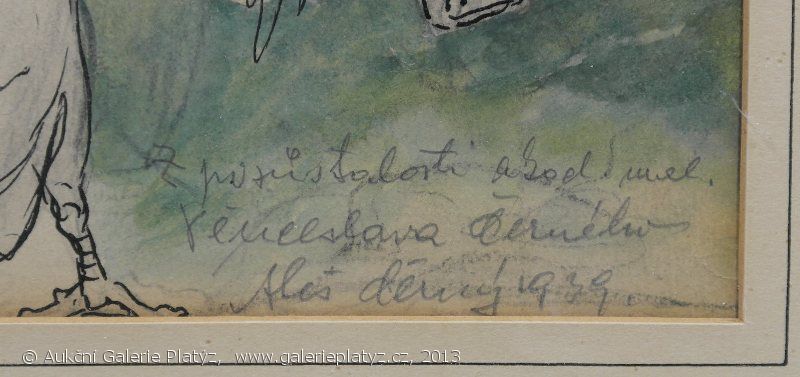 Z pozůstalosti akad. mal.
Věnceslava Černého
Aleš Černý 1939.
© Aukční Galerie Platýz, www.galerieplatyz.cz, 2013